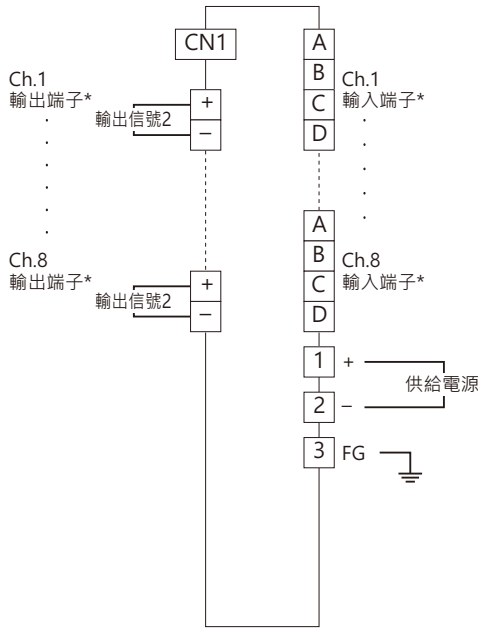 CN1
A
B
C
D
Ch.1
輸出端子*
+
−
輸出信號2
Ch.1
輸入端子*
Ch.8
輸出端子*
+
−
輸出信號2
A
B
C
D
Ch.8
輸入端子*
1 +
2 −
供給電源
3 FG